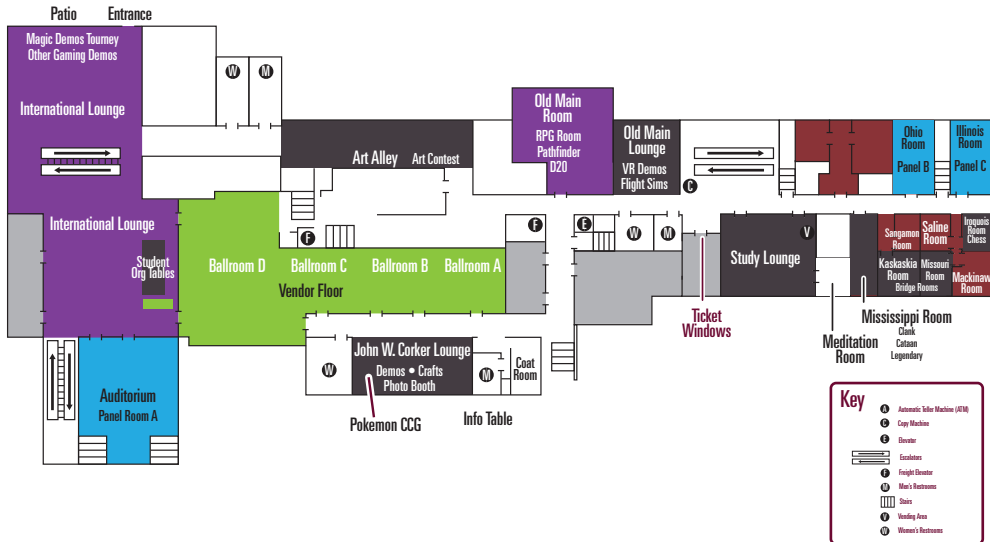 Patio
Entrance
Magic Demos Tourney
Other Gaming Demos
International Lounge
W
M
Old Main
Room
RPG Room
Pathfinder
D20
Old Main
Lounge
VR Demos
Flight Sims
C
Ohio
Room
Panel B
Illinois
Room
Panel C
Art Alley
Art Contest
International Lounge
Student
Org Tables
F
Ballroom D
Ballroom C
Ballroom B
Ballroom A
Vendor Floor
F
E
W
M
Ticket
Windows
Study Lounge
V
Sangamon
Room
Saline
Room
Iroquois
Room
Chess
Kaskaskia
Room
Missouri
Room
Bridge Rooms
Mackinaw
Room
Meditation
Room
Mississippi Room
Clank
Cataan
Legendary
Auditorium
Panel Room A
W
John W. Corker Lounge
Demos • Crafts
Photo Booth
M
Coat
Room
Pokemon CCG
Info Table
Key
A Automatic Teller Machine (ATM)
C Copy Machine
E Elevator
Escalators
F Freight Elevator
M Men's Restrooms
Stairs
V Vending Area
W Women's Restrooms